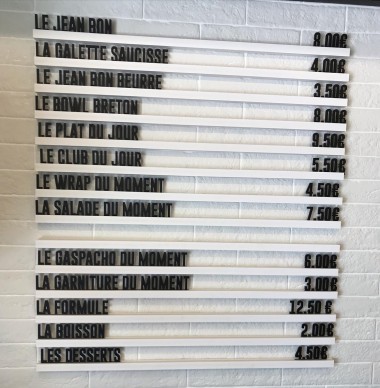 LE JEAN BON 8.00€
LA GALETTE SAUCISSE 4.00€
LE JEAN BON BEURRE 3.50€
LE BOWL BRETON 8.00€
LE PLAT DU JOUR 9.50€
LE CLUB DU JOUR 5.50€
LE WRAP DU MOMENT 4.50€
LA SALADE DU MOMENT 7.50€
LE GASPACHO DU MOMENT 6.00€
LA GARNITURE DU MOMENT 3.00€
LA FORMULE 12.50€
LA BOISSON 2.00€
LES DESSERTS 4.50€